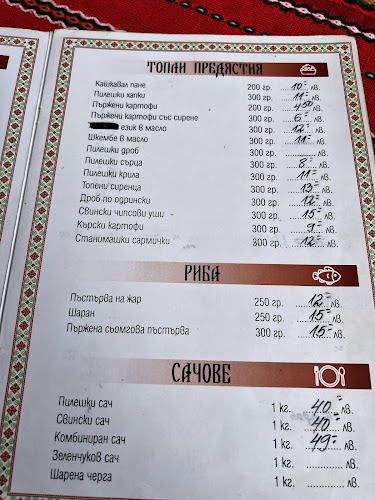 ТОПЛИ ПРЕДЯСТИЯ
Кашкавал пане 200 гр. 10= лв.
Пилешки хапки 300 гр. 11= лв.
Пържени картофи 200 гр. 4,50 лв.
Пържени картофи със сирене 300 гр. 6= лв.
език в масло 300 гр. 12= лв.
Шкембе в масло 300 гр. 11= лв.
Пилешки дроб 300 гр. ............ лв.
Пилешки сърца 300 гр. 8= лв.
Пилешки крила 300 гр. 11= лв.
Топени сиренца 300 гр. 13= лв.
Дроб по одрински 300 гр. 12= лв.
Свински чипсови уши 300 гр. 15= лв.
Кърски картофи 300 гр. 9= лв.
Станимашки сармички 300 гр. 12= лв.
РИБА
Пъстърва на жар 250 гр. 12= лв.
Шаран 250 гр. 15= лв.
Пържена сьомгова пъстърва 300 гр. 15= лв.
САЧОВЕ
Пилешки сач 1 кг. 40= лв.
Свински сач 1 кг. 40= лв.
Комбиниран сач 1 кг. 49= лв.
Зеленчуков сач 1 кг. ............ лв.
Шарена черга 1 кг. ............ лв.